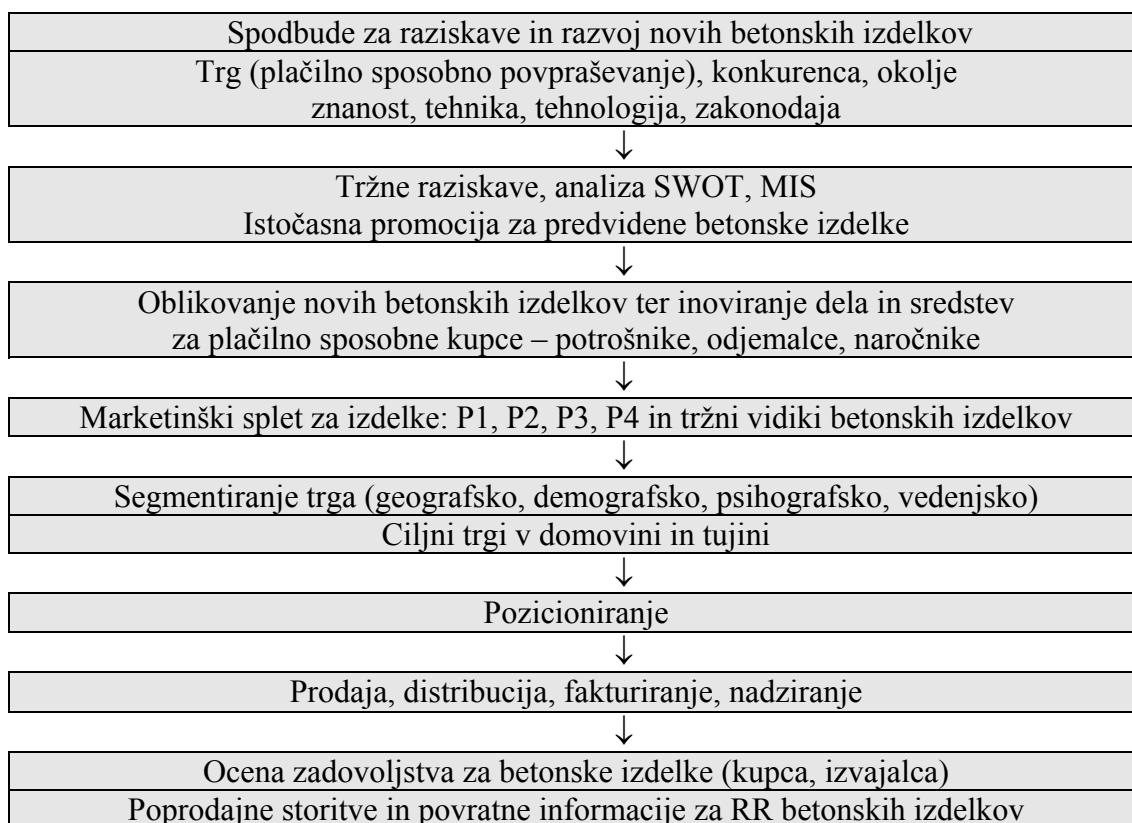 Spodbude za raziskave in razvoj novih betonskih izdelkov
Trg (plačilno sposobno povpraševanje), konkurenca, okolje
znanost, tehnika, tehnologija, zakonodaja
↓
Tržne raziskave, analiza SWOT, MIS
Istočasna promocija za predvidene betonske izdelke
↓
Oblikovanje novih betonskih izdelkov ter inoviranje dela in sredstev
za plačilno sposobne kupce – potrošnike, odjemalce, naročnike
↓
Marketinški splet za izdelke: P1, P2, P3, P4 in tržni vidiki betonskih izdelkov
↓
Segmentiranje trga (geografsko, demografsko, psihografsko, vedenjsko)
Ciljni trgi v domovini in tujini
↓
Pozicioniranje
↓
Prodaja, distribucija, fakturiranje, nadziranje
↓
Ocena zadovoljstva za betonske izdelke (kupca, izvajalca)
Poprodajne storitve in povratne informacije za RR betonskih izdelkov